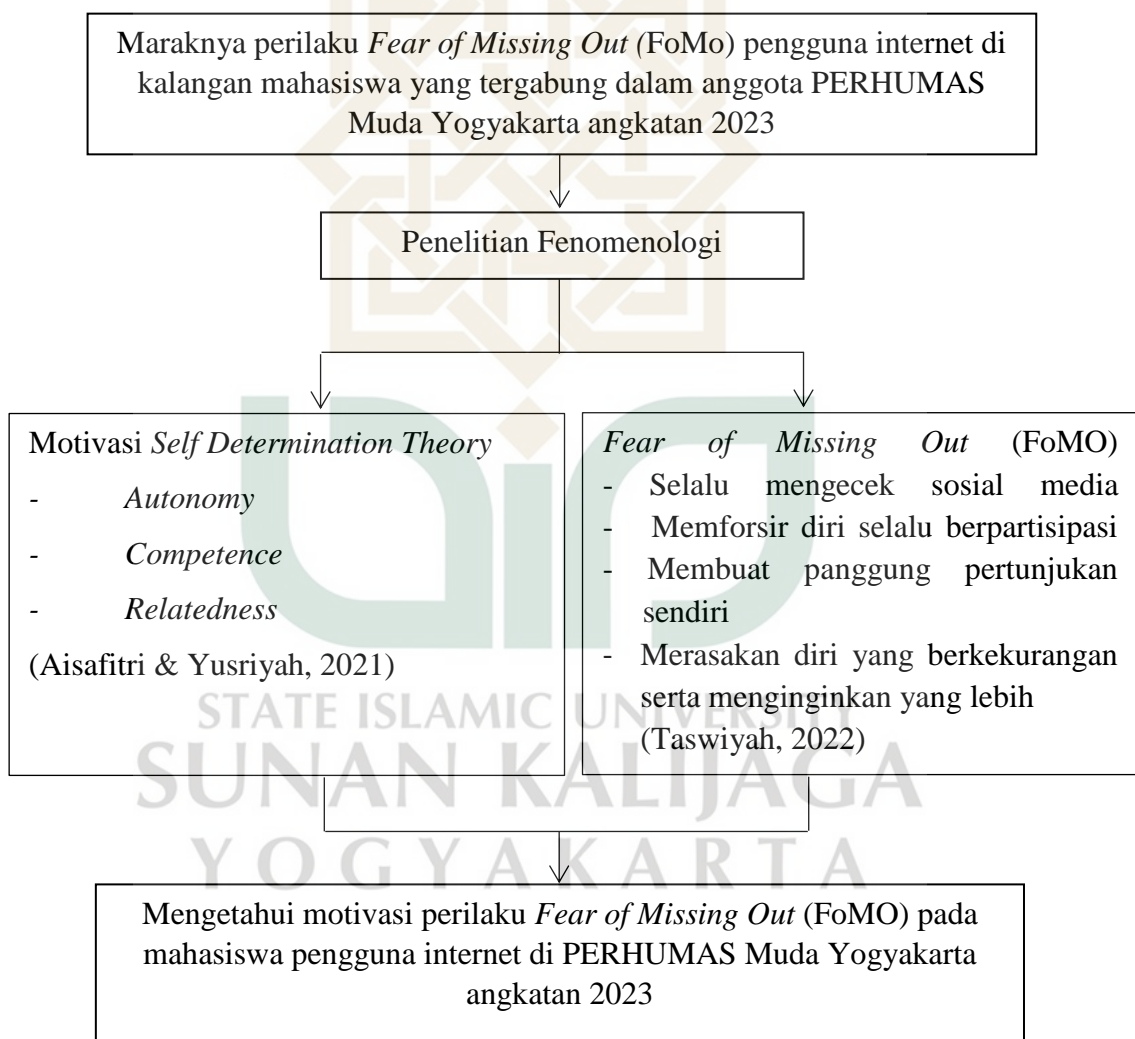 Maraknya perilaku Fear of Missing Out (FoMo) pengguna internet di
kalangan mahasiswa yang tergabung dalam anggota PERHUMAS
Muda Yogyakarta angkatan 2023
Penelitian Fenomenologi
Motivasi Self Determination Theory
- Autonomy
- Competence
- Relatedness
(Aisafitri & Yusriyah, 2021)
Fear of Missing Out (FoMO)
- Selalu mengecek sosial media
- Memforsir diri selalu berpartisipasi
- Membuat panggung pertunjukan
sendiri
- Merasakan diri yang berkekurangan
serta menginginkan yang lebih
(Taswiyah, 2022)
STATE ISLAMIC UNIVERSITY
SUNAN KALIJAGA
YOGYAKARTA
Mengetahui motivasi perilaku Fear of Missing Out (FoMO) pada
mahasiswa pengguna internet di PERHUMAS Muda Yogyakarta
angkatan 2023